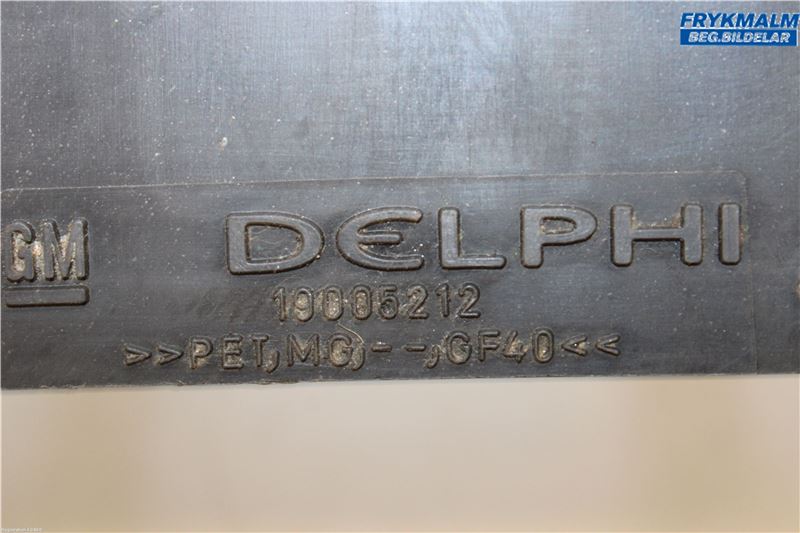 FRYKMALM
BEG.BILDELAR
GM DELPHI
19005212
>>PET,MG,--,GF40<<